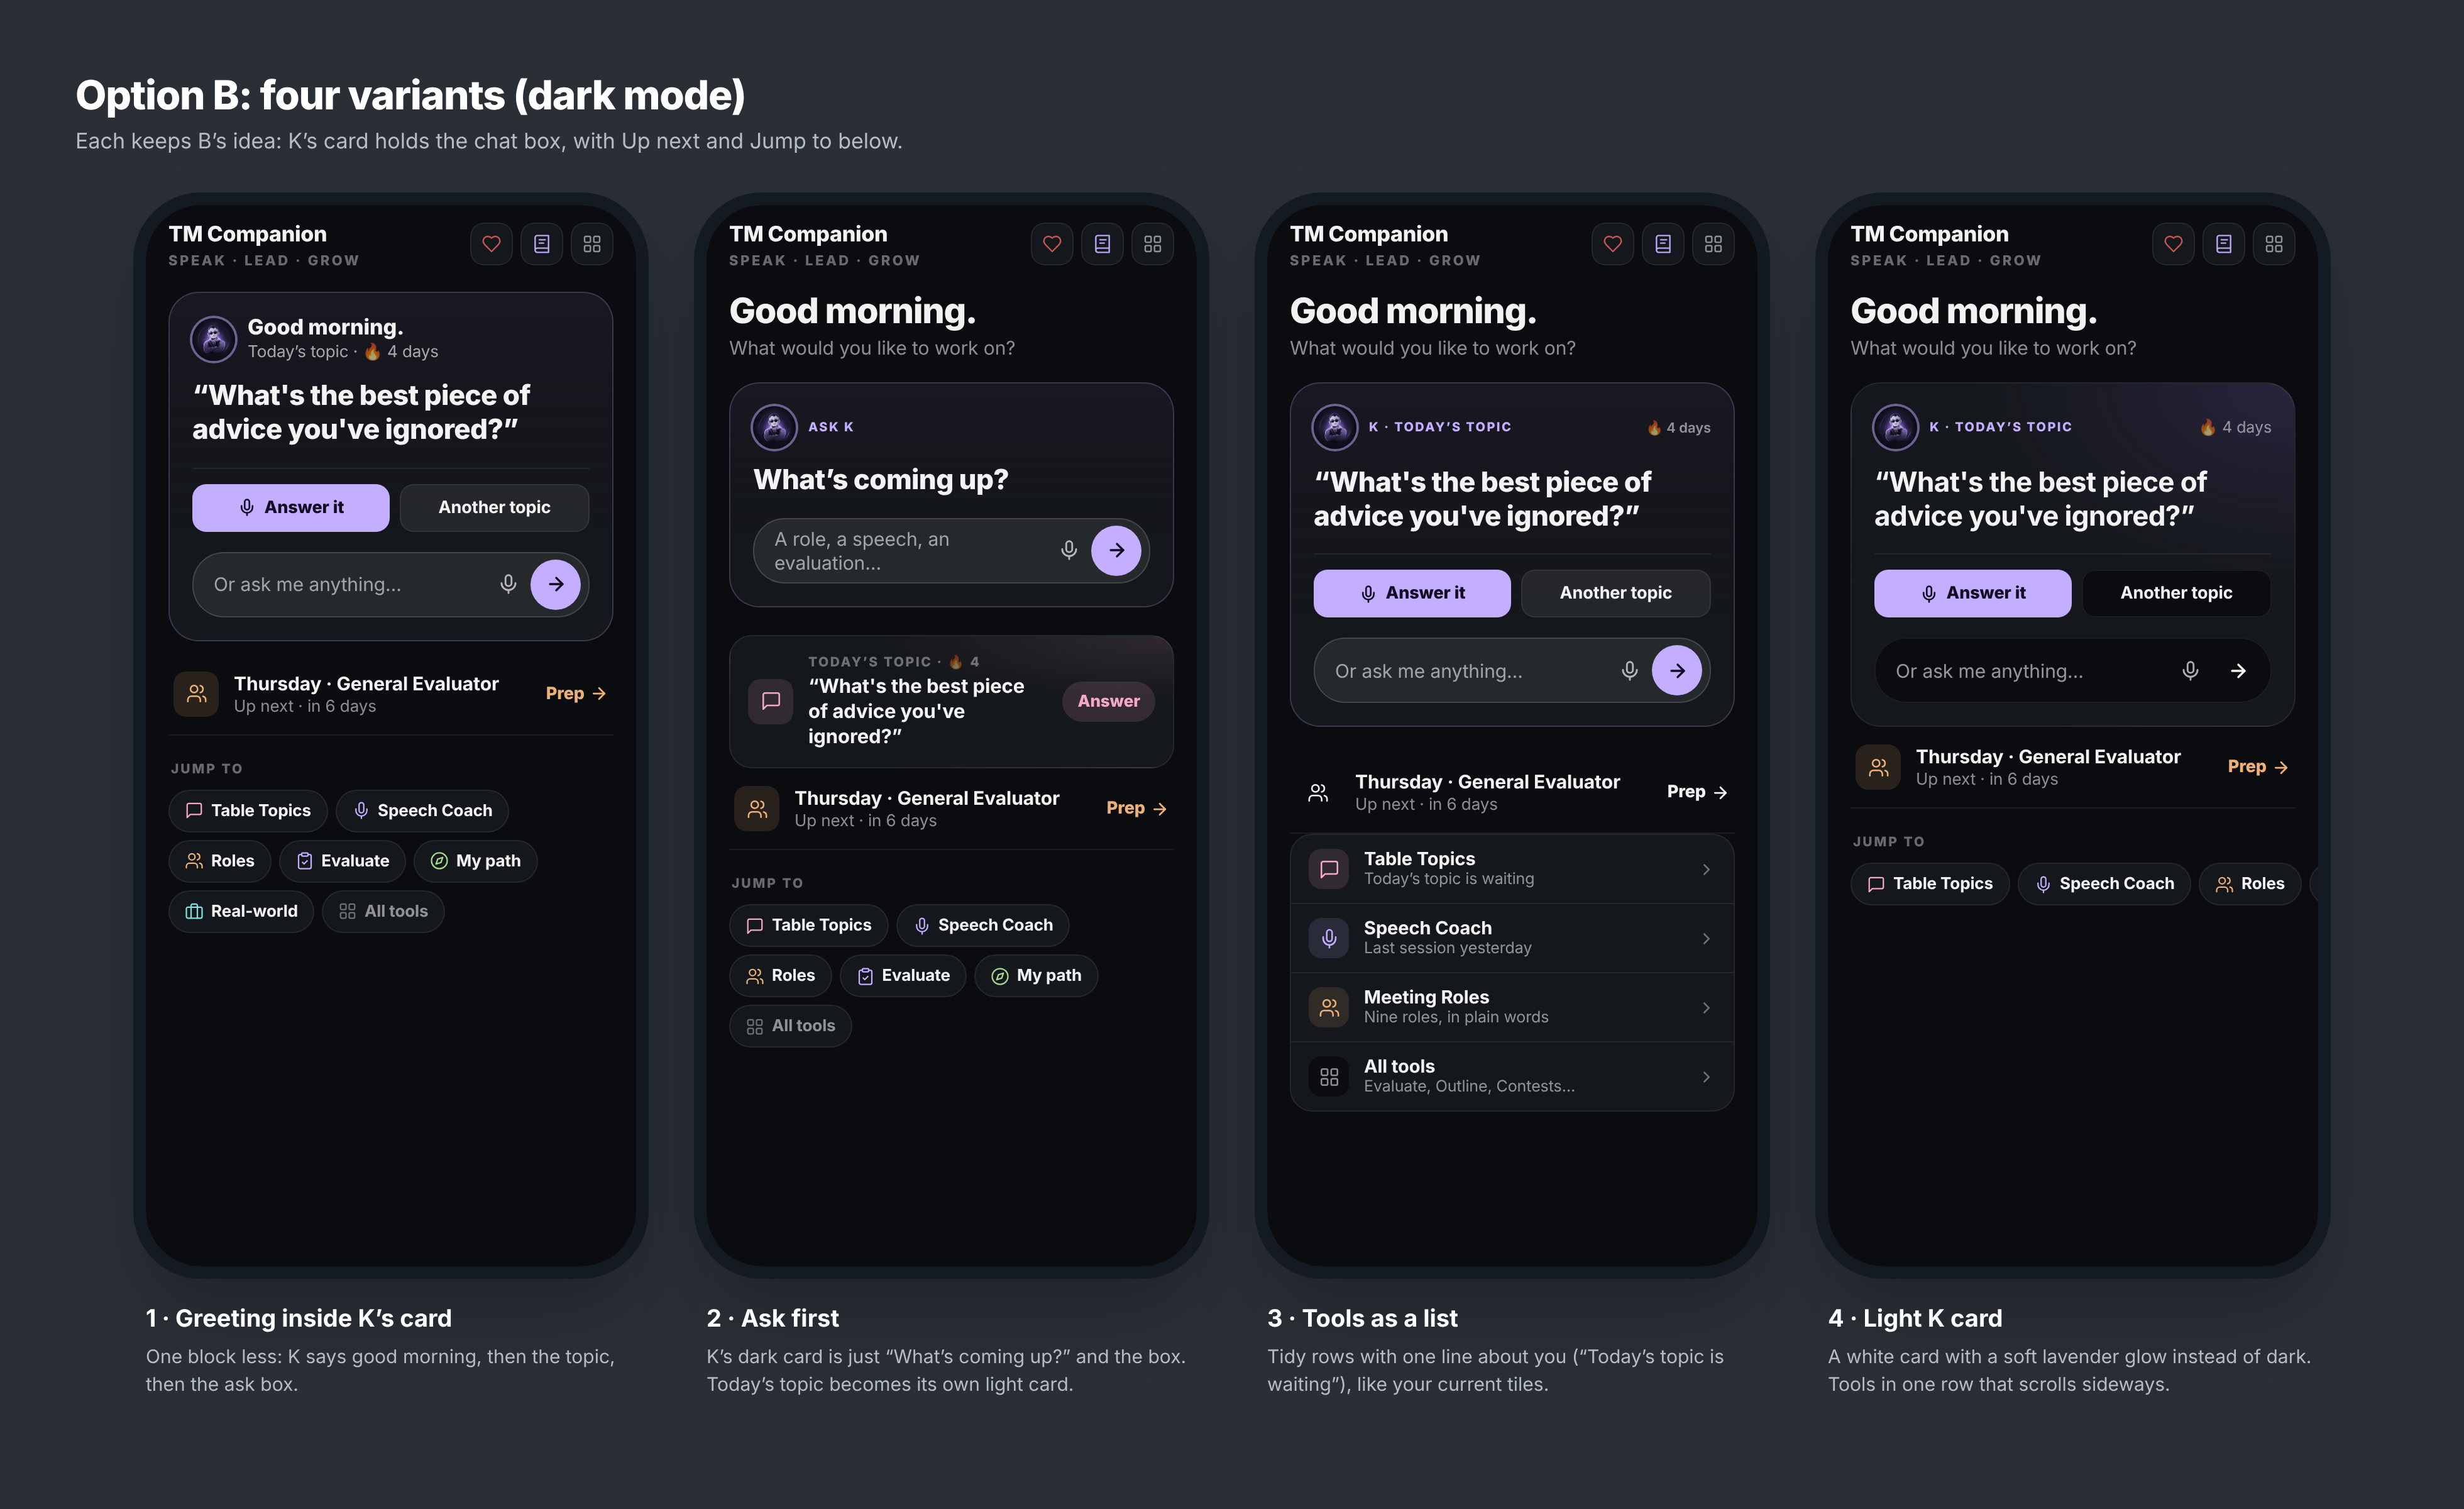 Option B: four variants (dark mode)
Each keeps B’s idea: K’s card holds the chat box, with Up next and Jump to below.
TM Companion
SPEAK · LEAD · GROW
Good morning.
Today’s topic · 🔥 4 days
“What's the best piece of
advice you've ignored?”
Answer it
Another topic
Or ask me anything...
Thursday · General Evaluator
Up next · in 6 days
Prep →
JUMP TO
Table Topics
Speech Coach
Roles
Evaluate
My path
Real-world
All tools
1 · Greeting inside K’s card
One block less: K says good morning, then the topic,
then the ask box.
TM Companion
SPEAK · LEAD · GROW
Good morning.
What would you like to work on?
ASK K
What’s coming up?
A role, a speech, an
evaluation...
TODAY’S TOPIC · 🔥 4
“What's the best piece
of advice you've
ignored?”
Answer
Thursday · General Evaluator
Up next · in 6 days
Prep →
JUMP TO
Table Topics
Speech Coach
Roles
Evaluate
My path
All tools
2 · Ask first
K’s dark card is just “What’s coming up?” and the box.
Today’s topic becomes its own light card.
TM Companion
SPEAK · LEAD · GROW
Good morning.
What would you like to work on?
K · TODAY’S TOPIC
🔥 4 days
“What's the best piece of
advice you've ignored?”
Answer it
Another topic
Or ask me anything...
Thursday · General Evaluator
Up next · in 6 days
Prep →
Table Topics
Today’s topic is waiting
Speech Coach
Last session yesterday
Meeting Roles
Nine roles, in plain words
All tools
Evaluate, Outline, Contests...
3 · Tools as a list
Tidy rows with one line about you (“Today’s topic is
waiting”), like your current tiles.
TM Companion
SPEAK · LEAD · GROW
Good morning.
What would you like to work on?
K · TODAY’S TOPIC
🔥 4 days
“What's the best piece of
advice you've ignored?”
Answer it
Another topic
Or ask me anything...
Thursday · General Evaluator
Up next · in 6 days
Prep →
JUMP TO
Table Topics
Speech Coach
Roles
4 · Light K card
A white card with a soft lavender glow instead of dark.
Tools in one row that scrolls sideways.